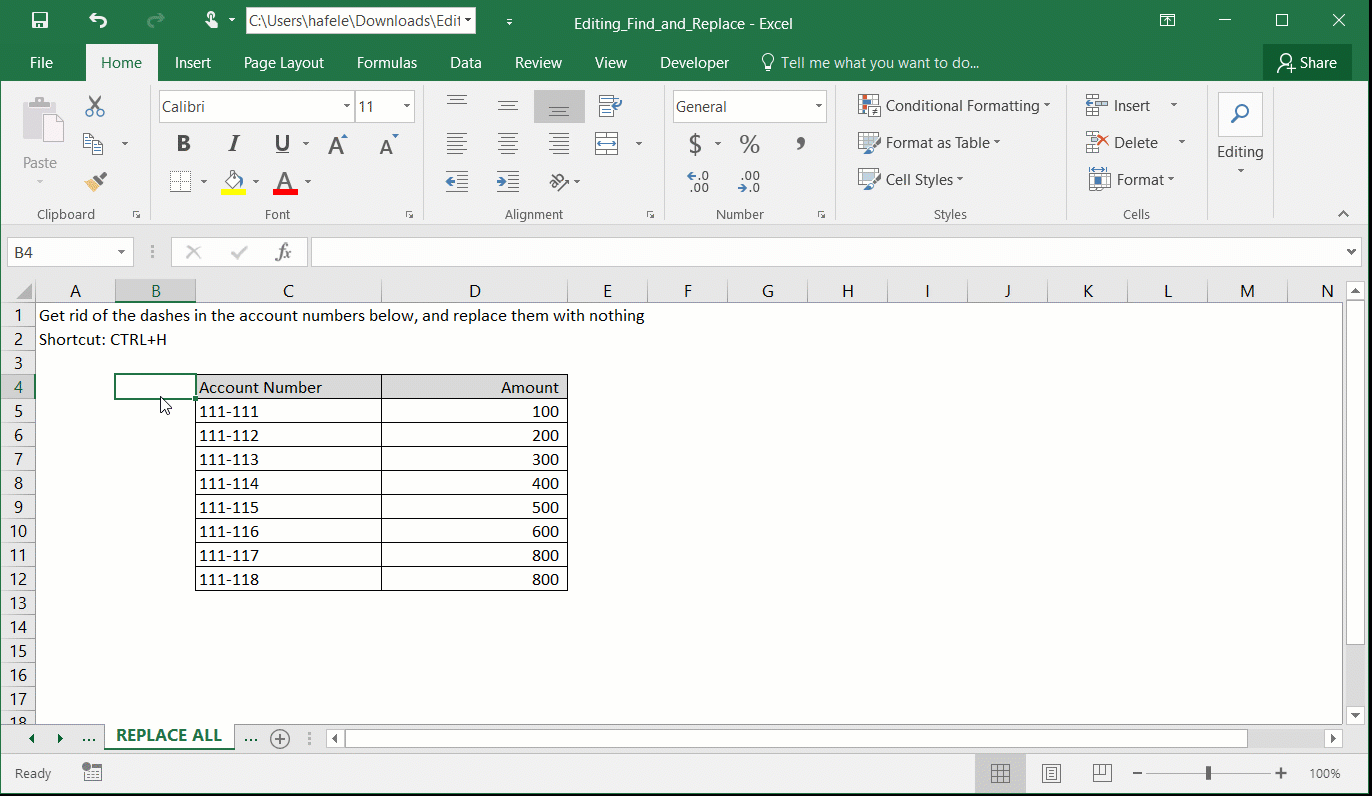 C:\Users\hafele\Downloads\Edit
Editing_Find_and_Replace - Excel
File Home Insert Page Layout Formulas Data Review View Developer Tell me what you want to do... Share
Paste
Clipboard
Calibri 11
B I U A A
A
Font
Alignment
General
$ % ,
←.0 .00 .00 →.0
Number
Conditional Formatting
Format as Table
Cell Styles
Styles
Insert
Delete
Format
Cells
Editing
B4 fx
A B C D E F G H I J K L M N
1 Get rid of the dashes in the account numbers below, and replace them with nothing
2 Shortcut: CTRL+H
3
4 Account Number Amount
5 111-111 100
6 111-112 200
7 111-113 300
8 111-114 400
9 111-115 500
10 111-116 600
11 111-117 800
12 111-118 800
13
14
15
16
17
18
... REPLACE ALL ...
Ready 100%